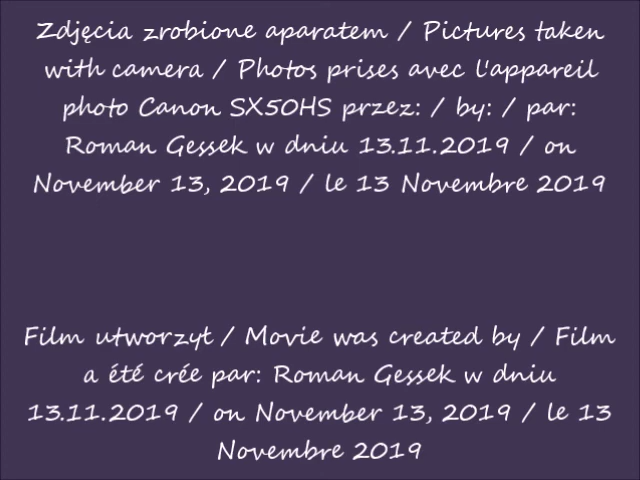 Zdjęcia zrobione aparatem / Pictures taken
with camera / Photos prises avec l'appareil
photo Canon SX50HS przez: / by: / par:
Roman Gessek w dniu 13.11.2019 / on
November 13, 2019 / le 13 Novembre 2019
Film utworzył / Movie was created by / Film
a été crée par: Roman Gessek w dniu
13.11.2019 / on November 13, 2019 / le 13
Novembre 2019